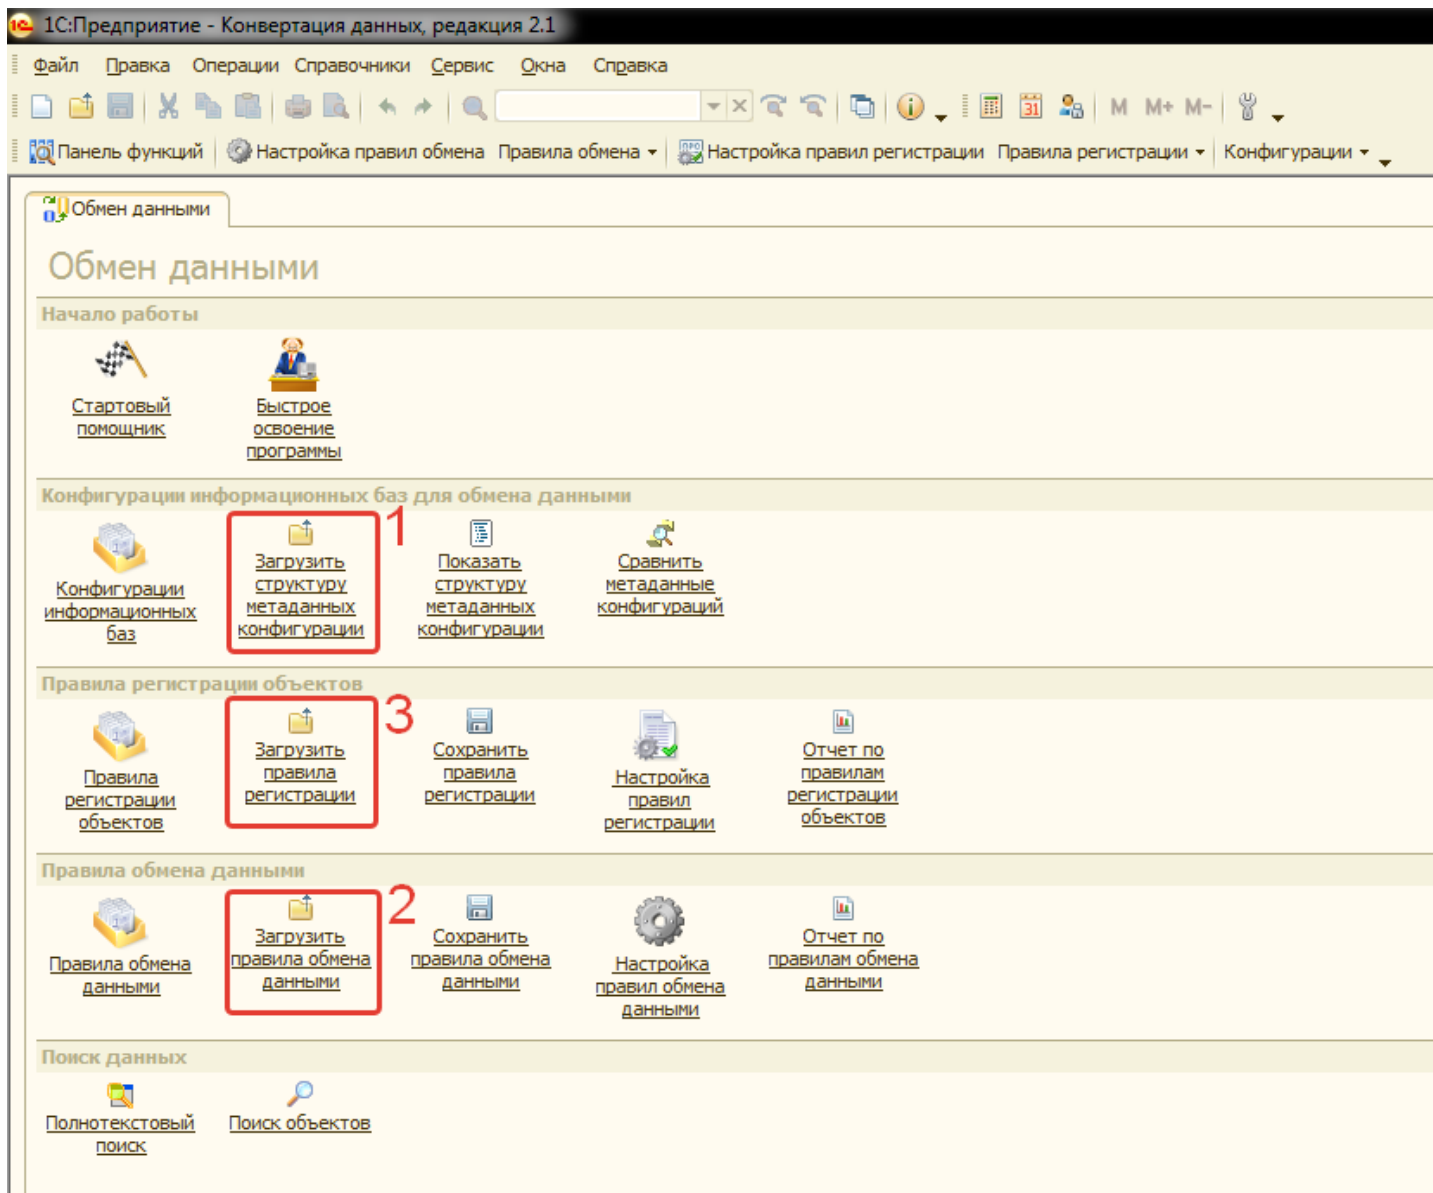 1С:Предприятие - Конвертация данных, редакция 2.1
Файл Правка Операции Справочники Сервис Окна Справка
31 M M+ M-
Панель функций Настройка правил обмена Правила обмена Настройка правил регистрации Правила регистрации Конфигурации
Обмен данными
Обмен данными
Начало работы
Стартовый
помощник
Быстрое
освоение
программы
Конфигурации информационных баз для обмена данными
Конфигурации
информационных
баз
1
Загрузить
структуру
метаданных
конфигурации
Показать
структуру
метаданных
конфигурации
Сравнить
метаданные
конфигураций
Правила регистрации объектов
Правила
регистрации
объектов
3
Загрузить
правила
регистрации
Сохранить
правила
регистрации
Настройка
правил
регистрации
Отчет по
правилам
регистрации
объектов
Правила обмена данными
Правила обмена
данными
2
Загрузить
правила обмена
данными
Сохранить
правила обмена
данными
Настройка
правил обмена
данными
Отчет по
правилам обмена
данными
Поиск данных
Полнотекстовый
поиск
Поиск объектов